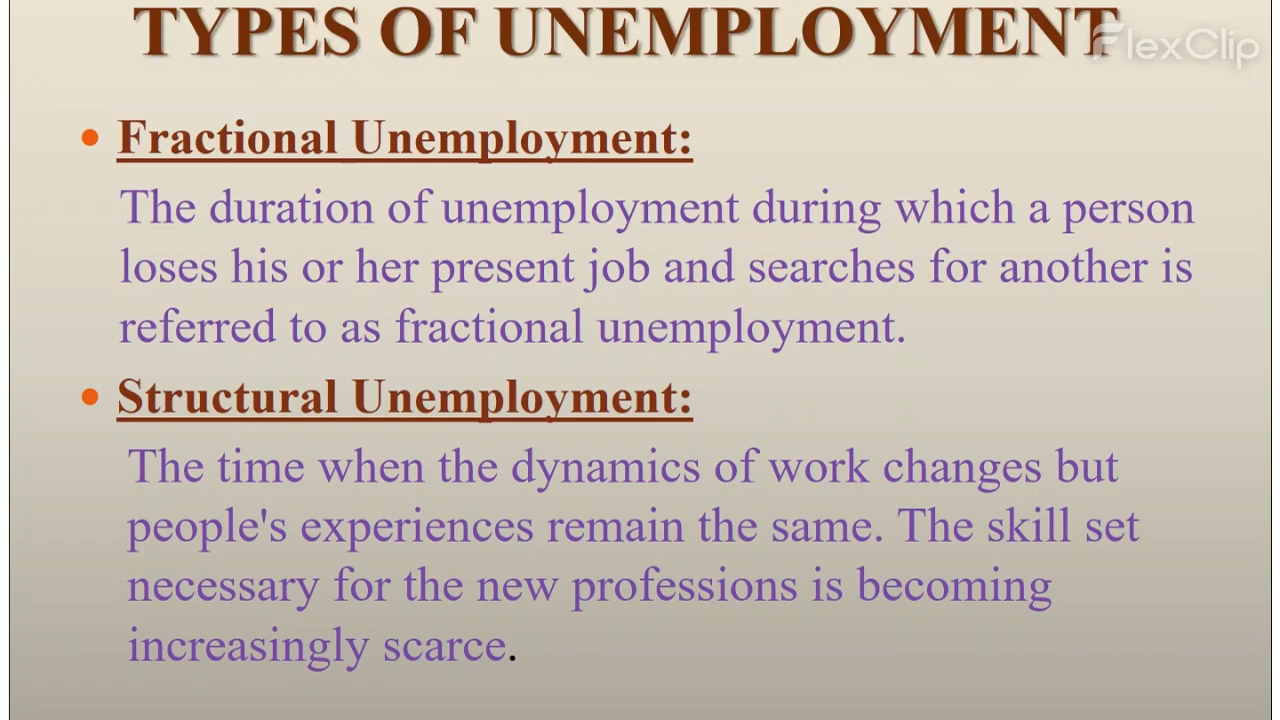 TYPES OF UNEMPLOYMENT
FlexClip
• Fractional Unemployment:
The duration of unemployment during which a person
loses his or her present job and searches for another is
referred to as fractional unemployment.
• Structural Unemployment:
The time when the dynamics of work changes but
people's experiences remain the same. The skill set
necessary for the new professions is becoming
increasingly scarce.